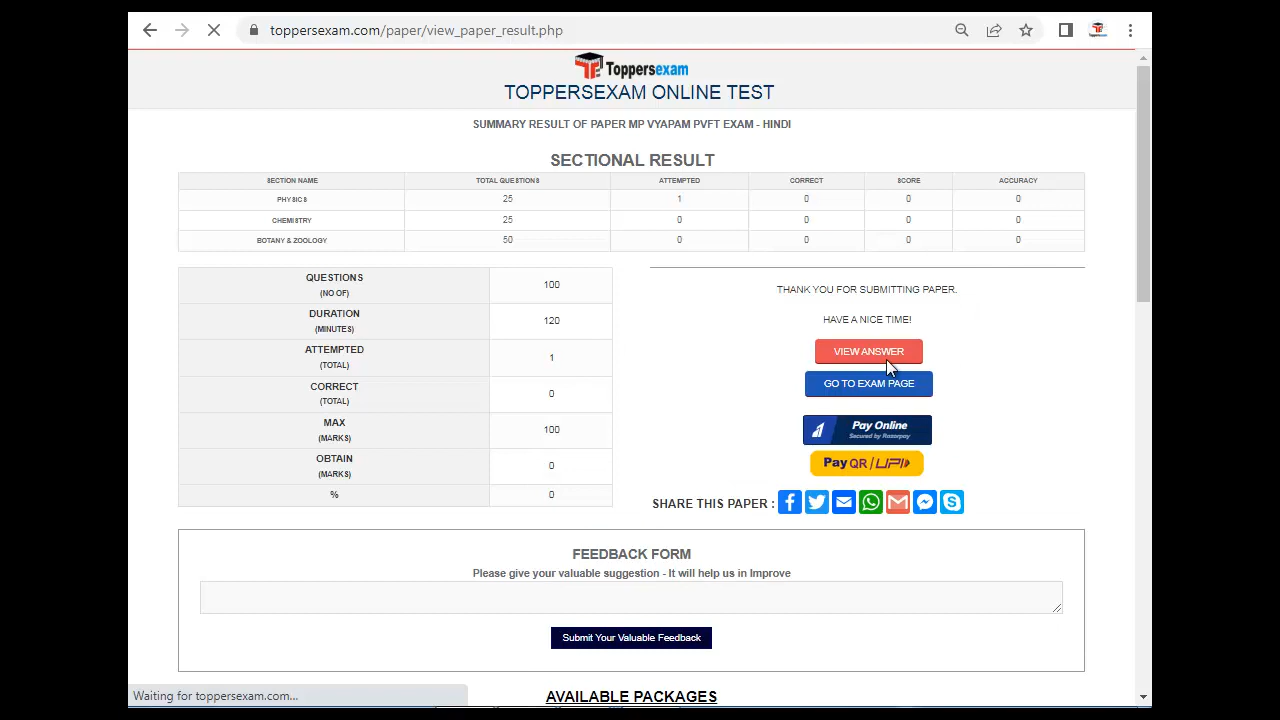 toppersexam.com/paper/view_paper_result.php
Toppersexam
TOPPERSEXAM ONLINE TEST
SUMMARY RESULT OF PAPER MP VYAPAM PVFT EXAM - HINDI
SECTIONAL RESULT
SECTION NAME TOTAL QUESTIONS ATTEMPTED CORRECT SCORE ACCURACY
PHYSICS 25 1 0 0 0
CHEMISTRY 25 0 0 0 0
BOTANY & ZOOLOGY 50 0 0 0 0
QUESTIONS
(NO OF)
100
DURATION
(MINUTES)
120
ATTEMPTED
(TOTAL)
1
CORRECT
(TOTAL)
0
MAX
(MARKS)
100
OBTAIN
(MARKS)
0
% 0
THANK YOU FOR SUBMITTING PAPER.
HAVE A NICE TIME!
VIEW ANSWER
GO TO EXAM PAGE
Pay Online
Secured by Razorpay
Pay QR / UPI
SHARE THIS PAPER :
FEEDBACK FORM
Please give your valuable suggestion - It will help us in Improve
Submit Your Valuable Feedback
AVAILABLE PACKAGES
Waiting for toppersexam.com...